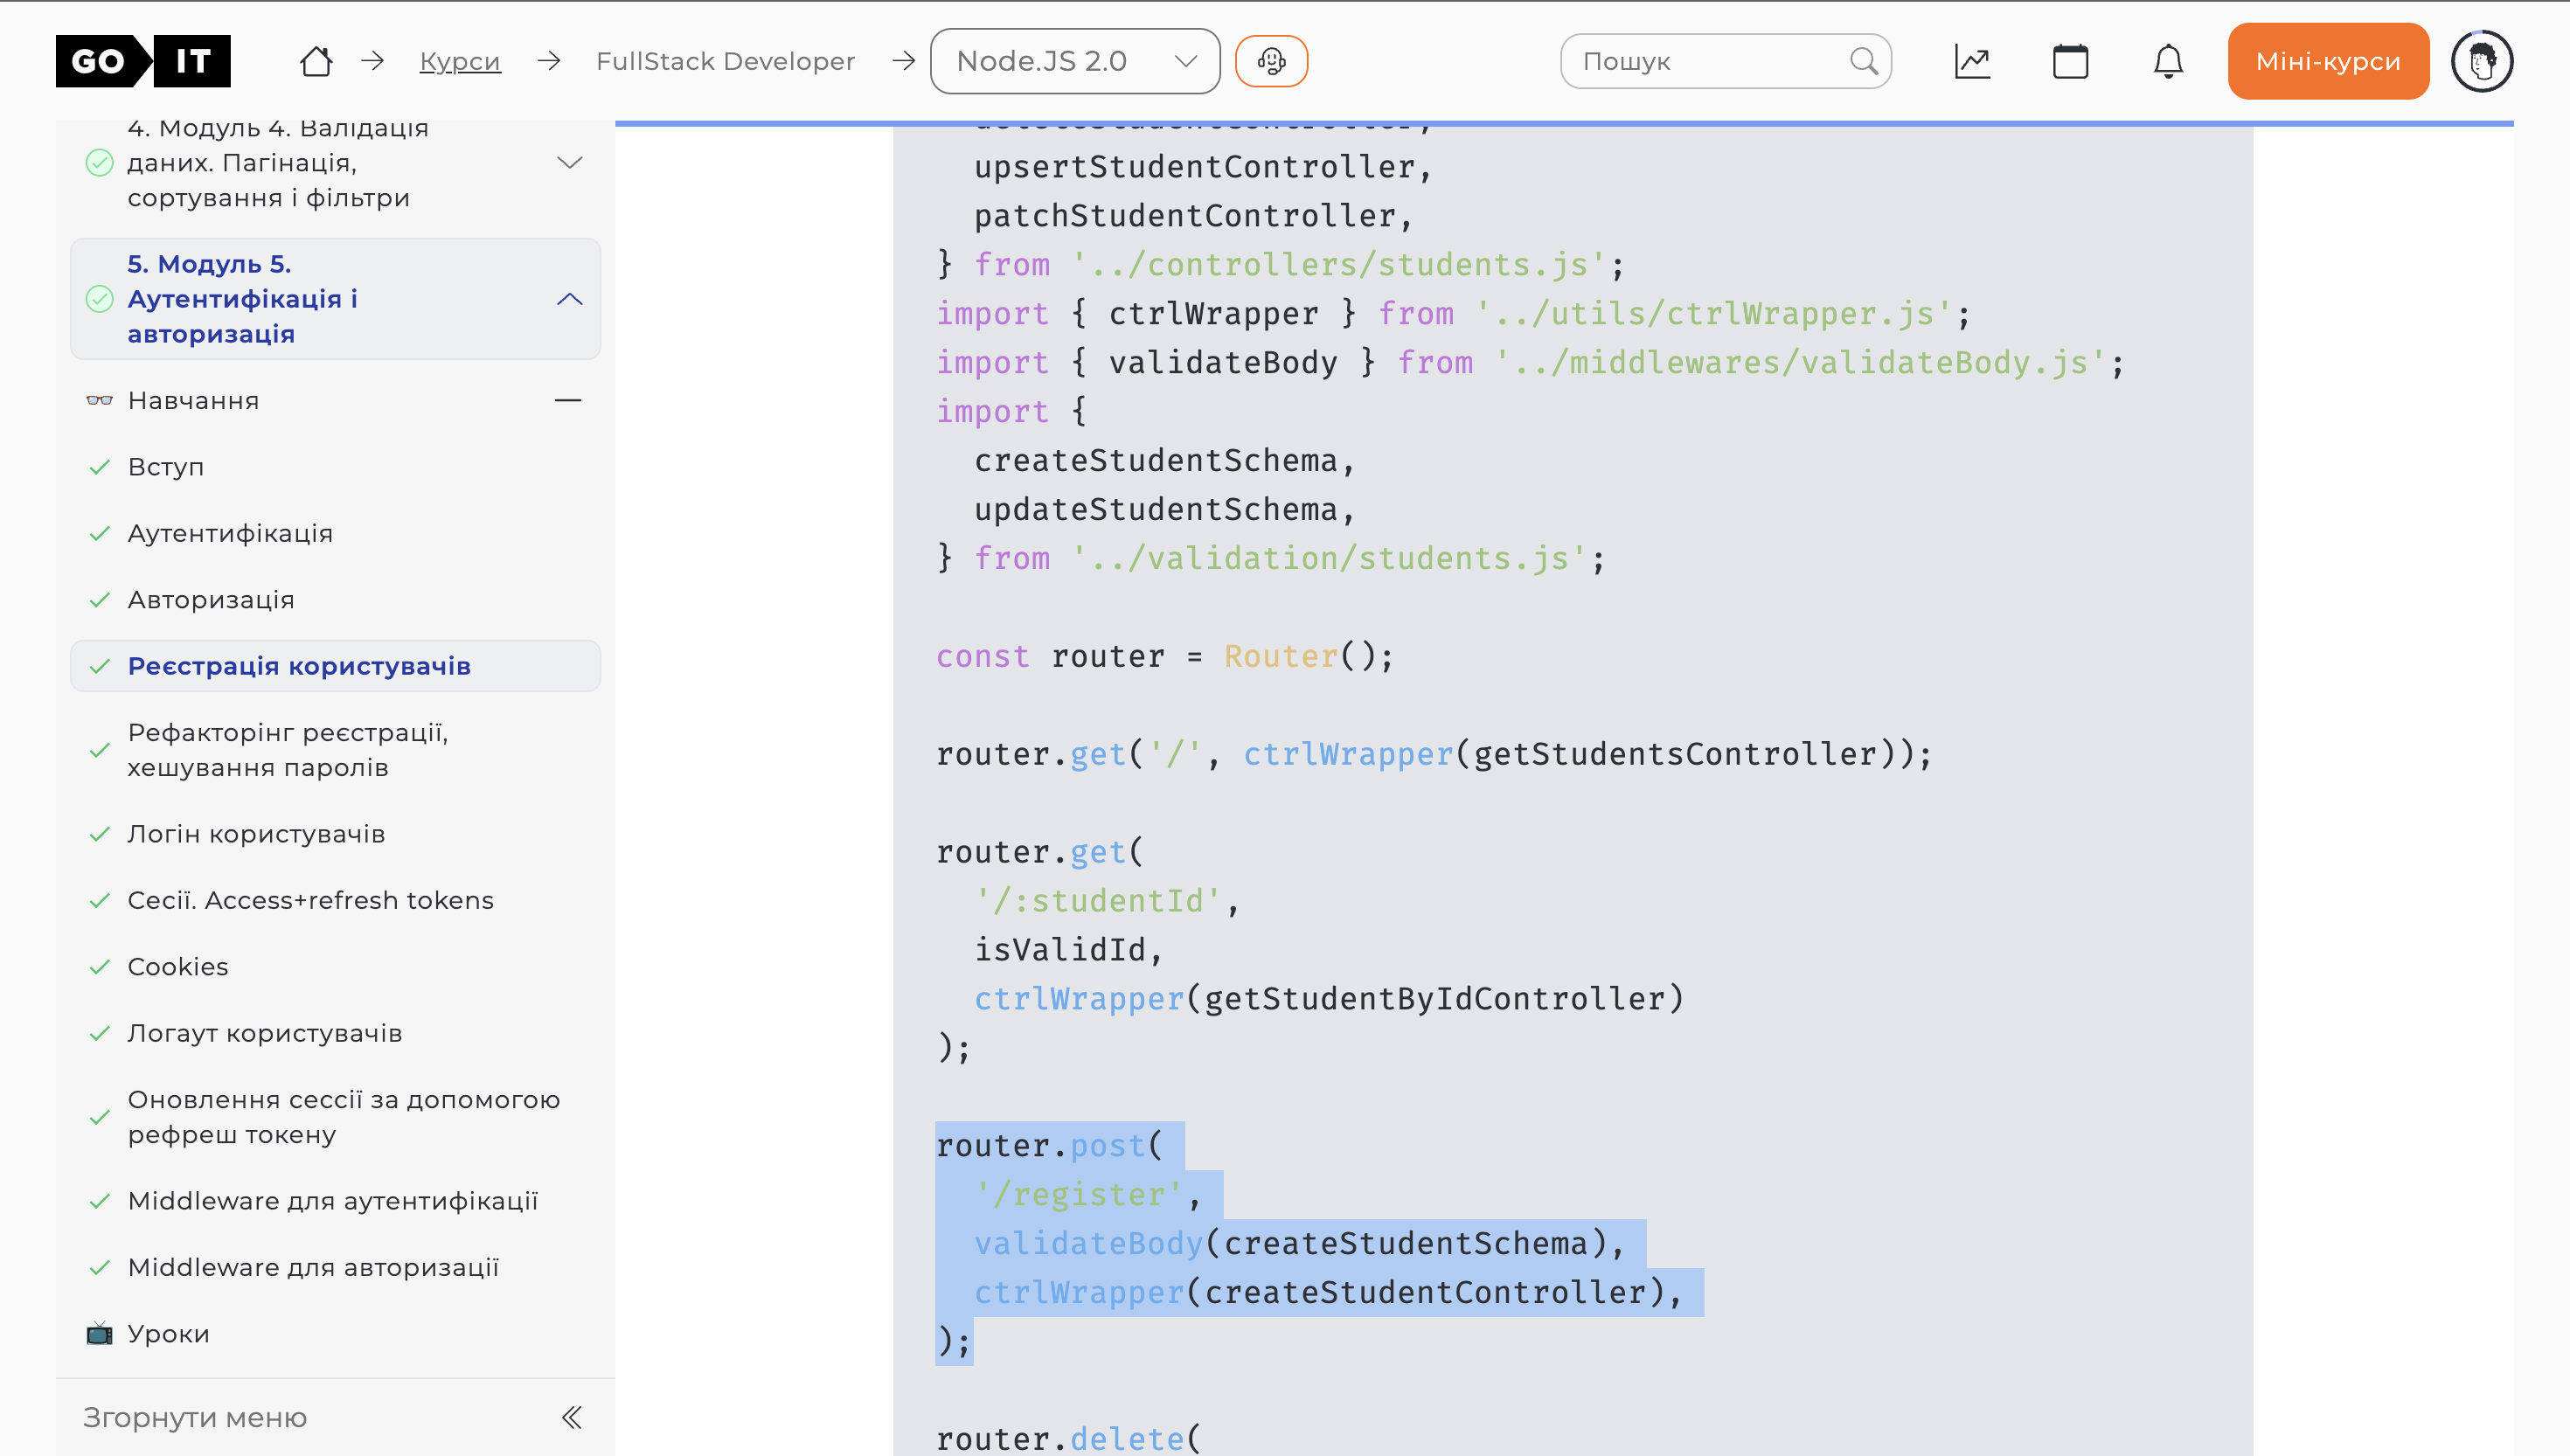 GO IT
Курси
FullStack Developer
Node.JS 2.0
Пошук
Міні-курси
4. Модуль 4. Валідація
даних. Пагінація,
сортування і фільтри
5. Модуль 5.
Аутентифікація і
авторизація
Навчання
Вступ
Аутентифікація
Авторизація
Реєстрація користувачів
Рефакторінг реєстрації,
хешування паролів
Логін користувачів
Сесії. Access+refresh tokens
Cookies
Логаут користувачів
Оновлення сессії за допомогою
рефреш токену
Middleware для аутентифікації
Middleware для авторизації
Уроки
Згорнути меню
upsertStudentController,
patchStudentController,
} from '../controllers/students.js';
import { ctrlWrapper } from '../utils/ctrlWrapper.js';
import { validateBody } from '../middlewares/validateBody.js';
import {
createStudentSchema,
updateStudentSchema,
} from '../validation/students.js';
const router = Router();
router.get('/', ctrlWrapper(getStudentsController));
router.get(
'/:studentId',
isValidId,
ctrlWrapper(getStudentByIdController)
);
router.post(
'/register',
validateBody(createStudentSchema),
ctrlWrapper(createStudentController),
);
router.delete(